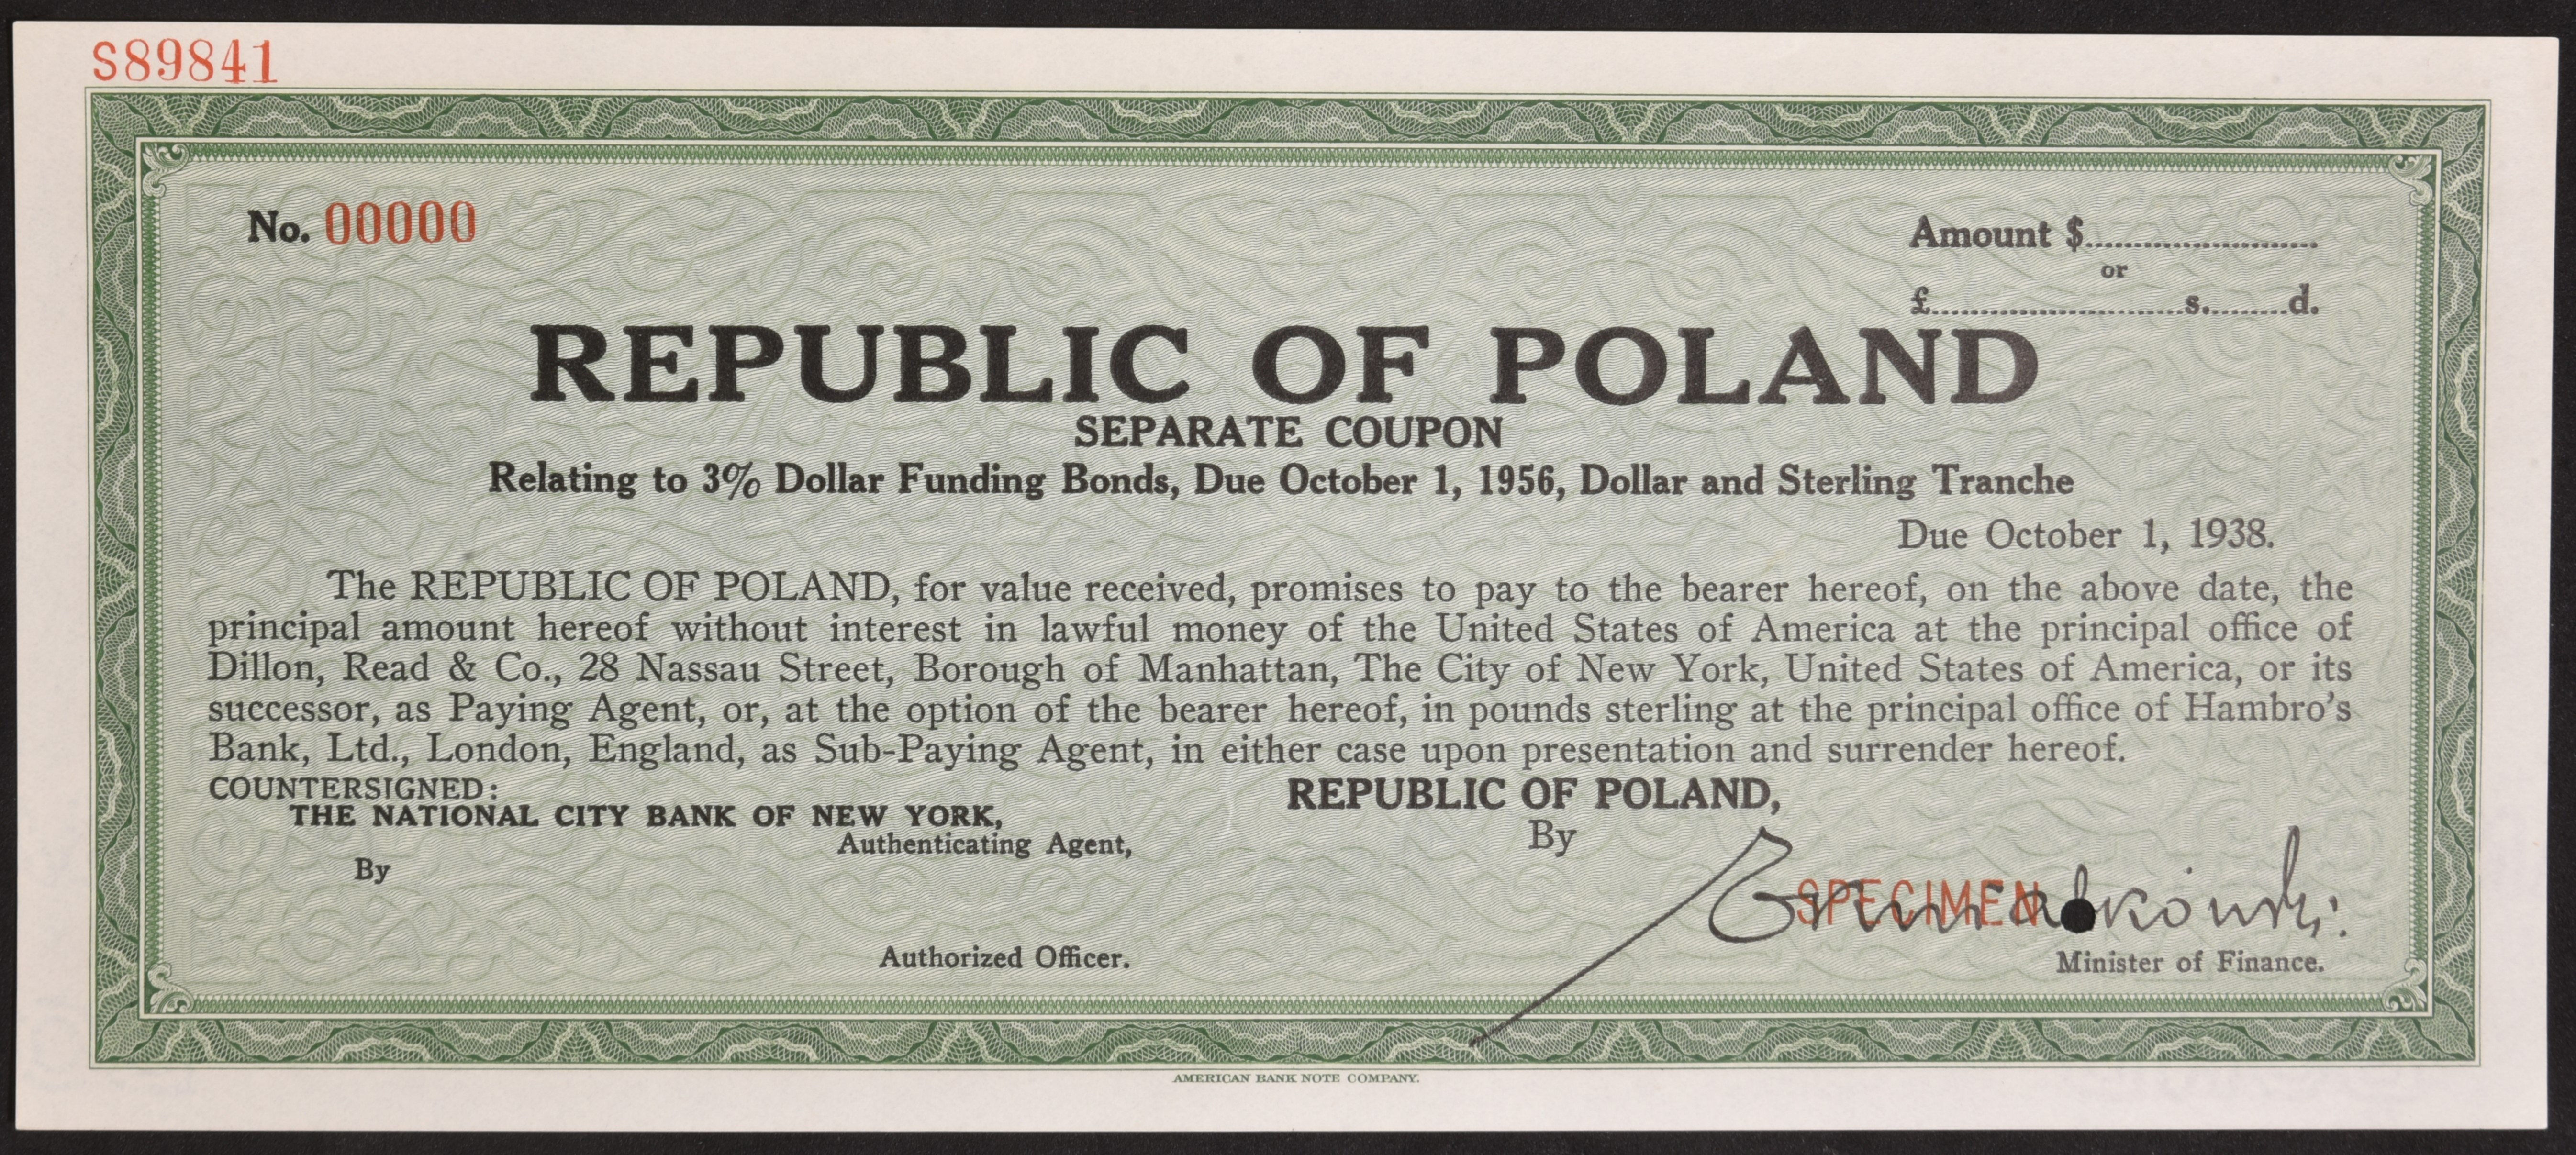 S89841
No. 00000
Amount $........................
or
£..........................s.........d.
REPUBLIC OF POLAND
SEPARATE COUPON
Relating to 3% Dollar Funding Bonds, Due October 1, 1956, Dollar and Sterling Tranche
Due October 1, 1938.
The REPUBLIC OF POLAND, for value received, promises to pay to the bearer hereof, on the above date, the
principal amount hereof without interest in lawful money of the United States of America at the principal office of
Dillon, Read & Co., 28 Nassau Street, Borough of Manhattan, The City of New York, United States of America, or its
successor, as Paying Agent, or, at the option of the bearer hereof, in pounds sterling at the principal office of Hambro's
Bank, Ltd., London, England, as Sub-Paying Agent, in either case upon presentation and surrender hereof.
COUNTERSIGNED:
THE NATIONAL CITY BANK OF NEW YORK,
Authenticating Agent,
By
Authorized Officer.
REPUBLIC OF POLAND,
By
SPECIMEN
Minister of Finance.
AMERICAN BANK NOTE COMPANY.